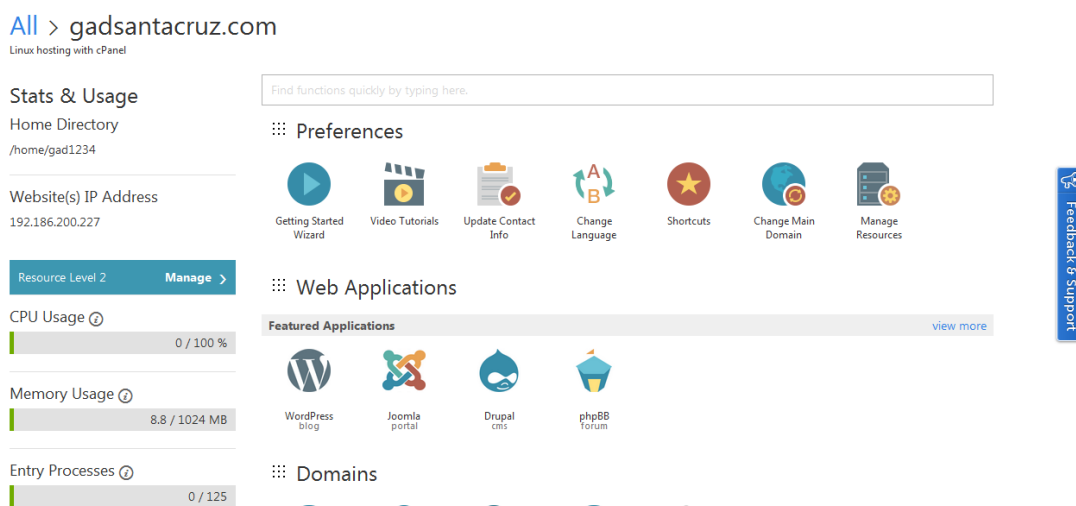 All > gadsantacruz.com
Linux hosting with cPanel
Stats & Usage
Home Directory
/home/gad1234
Website(s) IP Address
192.186.200.227
Resource Level 2 Manage >
CPU Usage
0 / 100 %
Memory Usage
8.8 / 1024 MB
Entry Processes
0 / 125
Find functions quickly by typing here.
Preferences
Getting Started
Wizard
Video Tutorials
Update Contact
Info
Change
Language
Shortcuts
Change Main
Domain
Manage
Resources
Web Applications
Featured Applications view more
WordPress
blog
Joomla
portal
Drupal
cms
phpBB
forum
Domains
Feedback & Support